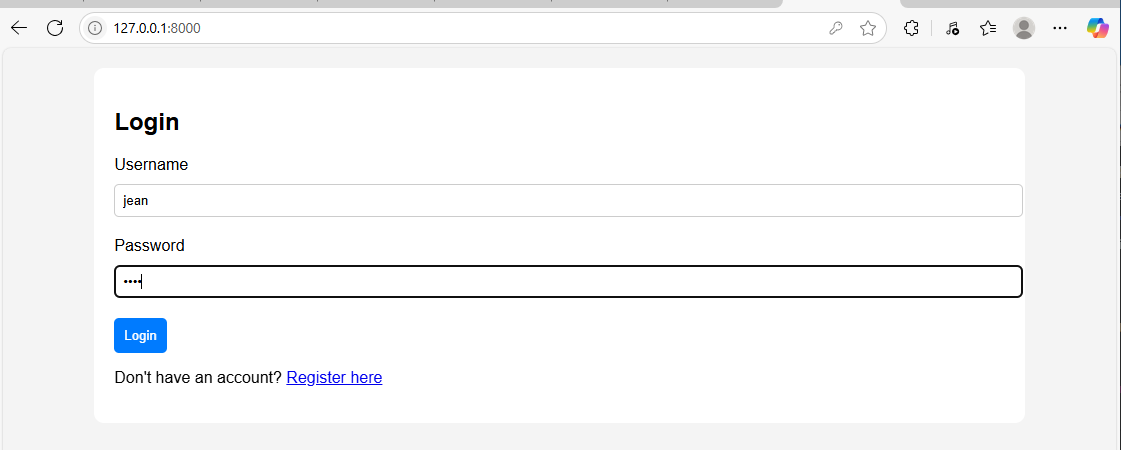 127.0.0.1:8000
Login
Username
jean
Password
••••
Login
Don't have an account? Register here